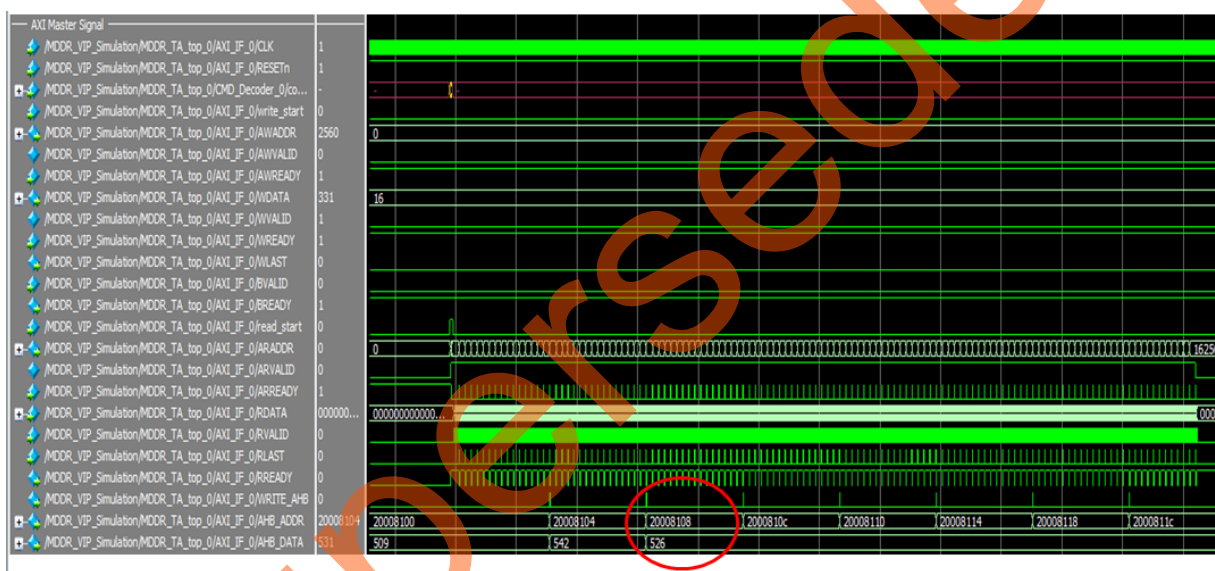 AXI Master Signal
/MDDR_VIP_Simulation/MDDR_TA_top_0/AXI_IF_0/CLK 1
/MDDR_VIP_Simulation/MDDR_TA_top_0/AXI_IF_0/RESETn 1
/MDDR_VIP_Simulation/MDDR_TA_top_0/CMD_Decoder_0/co... - - -
/MDDR_VIP_Simulation/MDDR_TA_top_0/AXI_IF_0/write_start 0
/MDDR_VIP_Simulation/MDDR_TA_top_0/AXI_IF_0/AWADDR 2560 0
/MDDR_VIP_Simulation/MDDR_TA_top_0/AXI_IF_0/AWVALID 0
/MDDR_VIP_Simulation/MDDR_TA_top_0/AXI_IF_0/AWREADY 1
/MDDR_VIP_Simulation/MDDR_TA_top_0/AXI_IF_0/WDATA 331 16
/MDDR_VIP_Simulation/MDDR_TA_top_0/AXI_IF_0/WVALID 1
/MDDR_VIP_Simulation/MDDR_TA_top_0/AXI_IF_0/WREADY 1
/MDDR_VIP_Simulation/MDDR_TA_top_0/AXI_IF_0/WLAST 0
/MDDR_VIP_Simulation/MDDR_TA_top_0/AXI_IF_0/BVALID 0
/MDDR_VIP_Simulation/MDDR_TA_top_0/AXI_IF_0/BREADY 1
/MDDR_VIP_Simulation/MDDR_TA_top_0/AXI_IF_0/read_start 0
/MDDR_VIP_Simulation/MDDR_TA_top_0/AXI_IF_0/ARADDR 0 0 16256
/MDDR_VIP_Simulation/MDDR_TA_top_0/AXI_IF_0/ARVALID 0
/MDDR_VIP_Simulation/MDDR_TA_top_0/AXI_IF_0/ARREADY 1
/MDDR_VIP_Simulation/MDDR_TA_top_0/AXI_IF_0/RDATA 000000... 000000000000... 000
/MDDR_VIP_Simulation/MDDR_TA_top_0/AXI_IF_0/RVALID 0
/MDDR_VIP_Simulation/MDDR_TA_top_0/AXI_IF_0/RLAST 0
/MDDR_VIP_Simulation/MDDR_TA_top_0/AXI_IF_0/RREADY 0
/MDDR_VIP_Simulation/MDDR_TA_top_0/AXI_IF_0/WRITE_AHB 0
/MDDR_VIP_Simulation/MDDR_TA_top_0/AXI_IF_0/AHB_ADDR 20008104 20008100 20008104 20008108 2000810c 20008110 20008114 20008118 2000811c
/MDDR_VIP_Simulation/MDDR_TA_top_0/AXI_IF_0/AHB_DATA 531 509 542 526